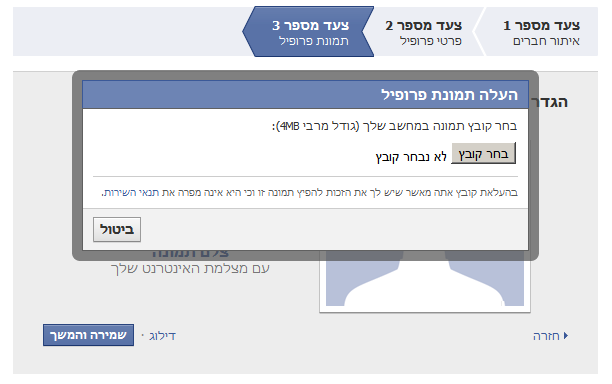 צעד מספר 1
איתור חברים
צעד מספר 2
פרטי פרופיל
צעד מספר 3
תמונת פרופיל
הגדר
העלה תמונת פרופיל
בחר קובץ תמונה במחשב שלך (גודל מרבי 4MB):
בחר קובץ לא נבחר קובץ
בהעלאת קובץ אתה מאשר שיש לך את הזכות להפיץ תמונה זו וכי היא אינה מפרה את תנאי השירות.
ביטול
צלם תמונה
עם מצלמת האינטרנט שלך
חזרה
דילוג · שמירה והמשך